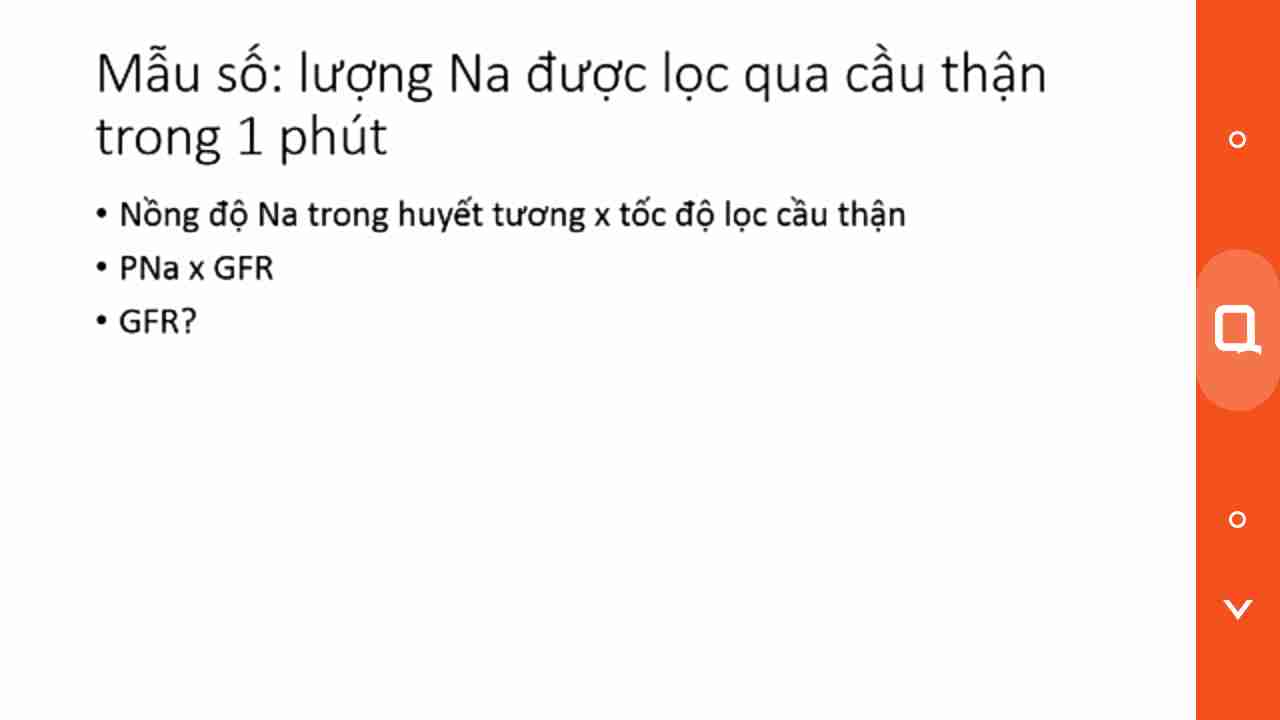 Mẫu số: lượng Na được lọc qua cầu thận
trong 1 phút
• Nồng độ Na trong huyết tương x tốc độ lọc cầu thận
• PNa x GFR
• GFR?